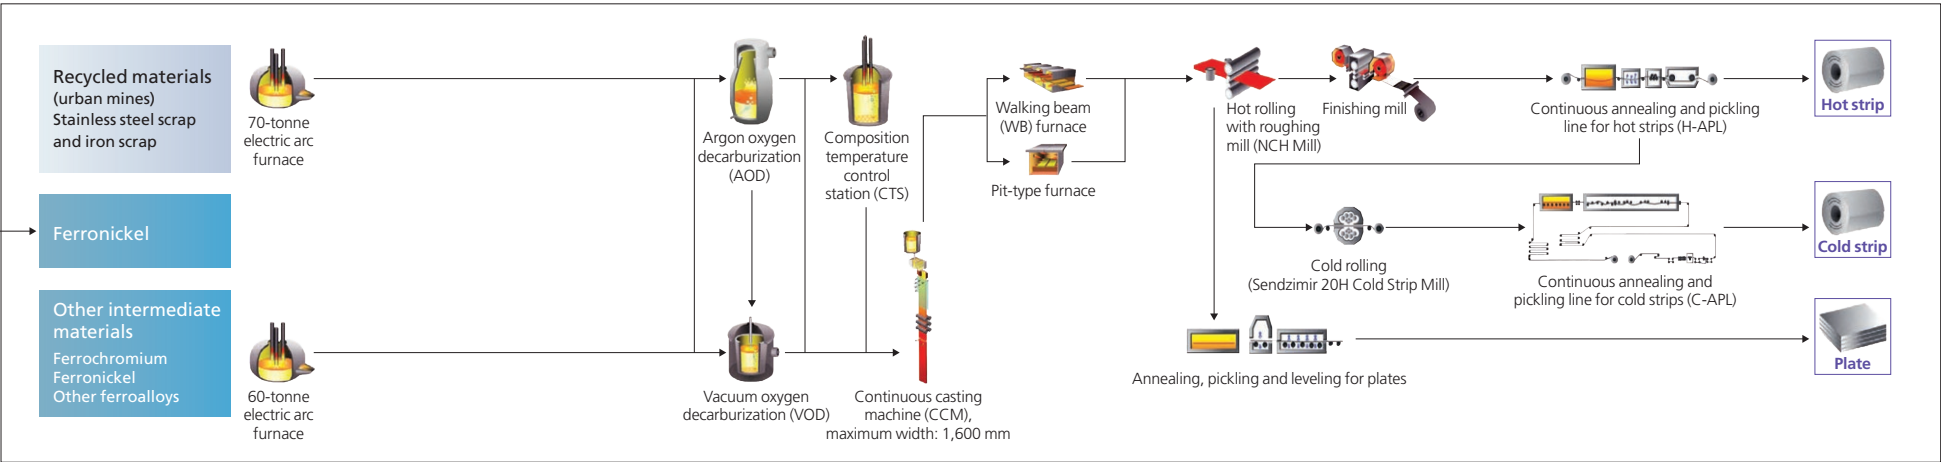 Recycled materials
(urban mines)
Stainless steel scrap
and iron scrap
Ferronickel
Other intermediate
materials
Ferrochromium
Ferronickel
Other ferroalloys
70-tonne
electric arc
furnace
60-tonne
electric arc
furnace
Argon oxygen
decarburization
(AOD)
Vacuum oxygen
decarburization (VOD)
Composition
temperature
control
station (CTS)
Continuous casting
machine (CCM),
maximum width: 1,600 mm
Walking beam
(WB) furnace
Pit-type furnace
Hot rolling
with roughing
mill (NCH Mill)
Finishing mill
Continuous annealing and pickling
line for hot strips (H-APL)
Hot strip
Cold rolling
(Sendzimir 20H Cold Strip Mill)
Continuous annealing and
pickling line for cold strips (C-APL)
Cold strip
Annealing, pickling and leveling for plates
Plate